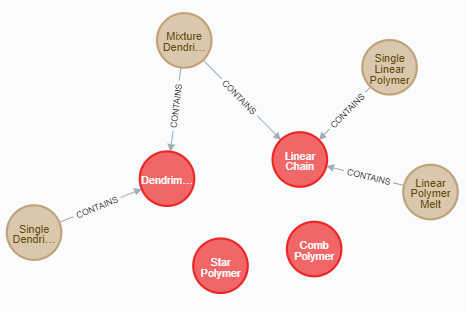 Mixture
Dendri...
Single
Linear
Polymer
CONTAINS
CONTAINS
CONTAINS
Linear
Chain
Dendrim...
CONTAINS
Linear
Polymer
Melt
CONTAINS
Single
Dendri...
Star
Polymer
Comb
Polymer